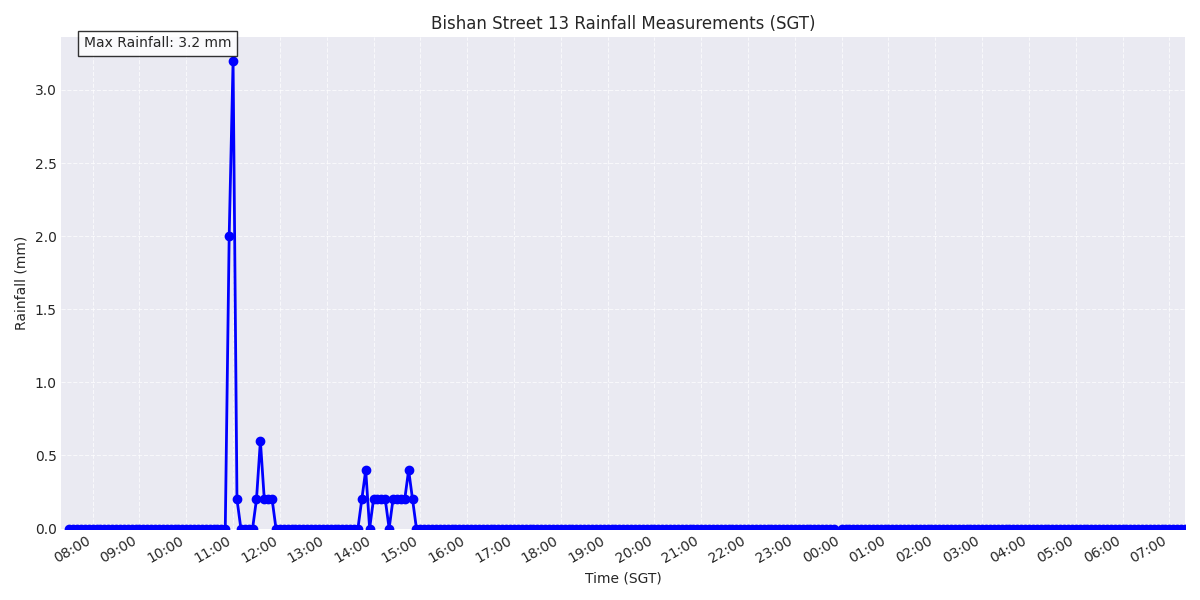 Bishan Street 13 Rainfall Measurements (SGT)
Max Rainfall: 3.2 mm
Rainfall (mm)
3.0
2.5
2.0
1.5
1.0
0.5
0.0
08:00 09:00 10:00 11:00 12:00 13:00 14:00 15:00 16:00 17:00 18:00 19:00 20:00 21:00 22:00 23:00 00:00 01:00 02:00 03:00 04:00 05:00 06:00 07:00
Time (SGT)